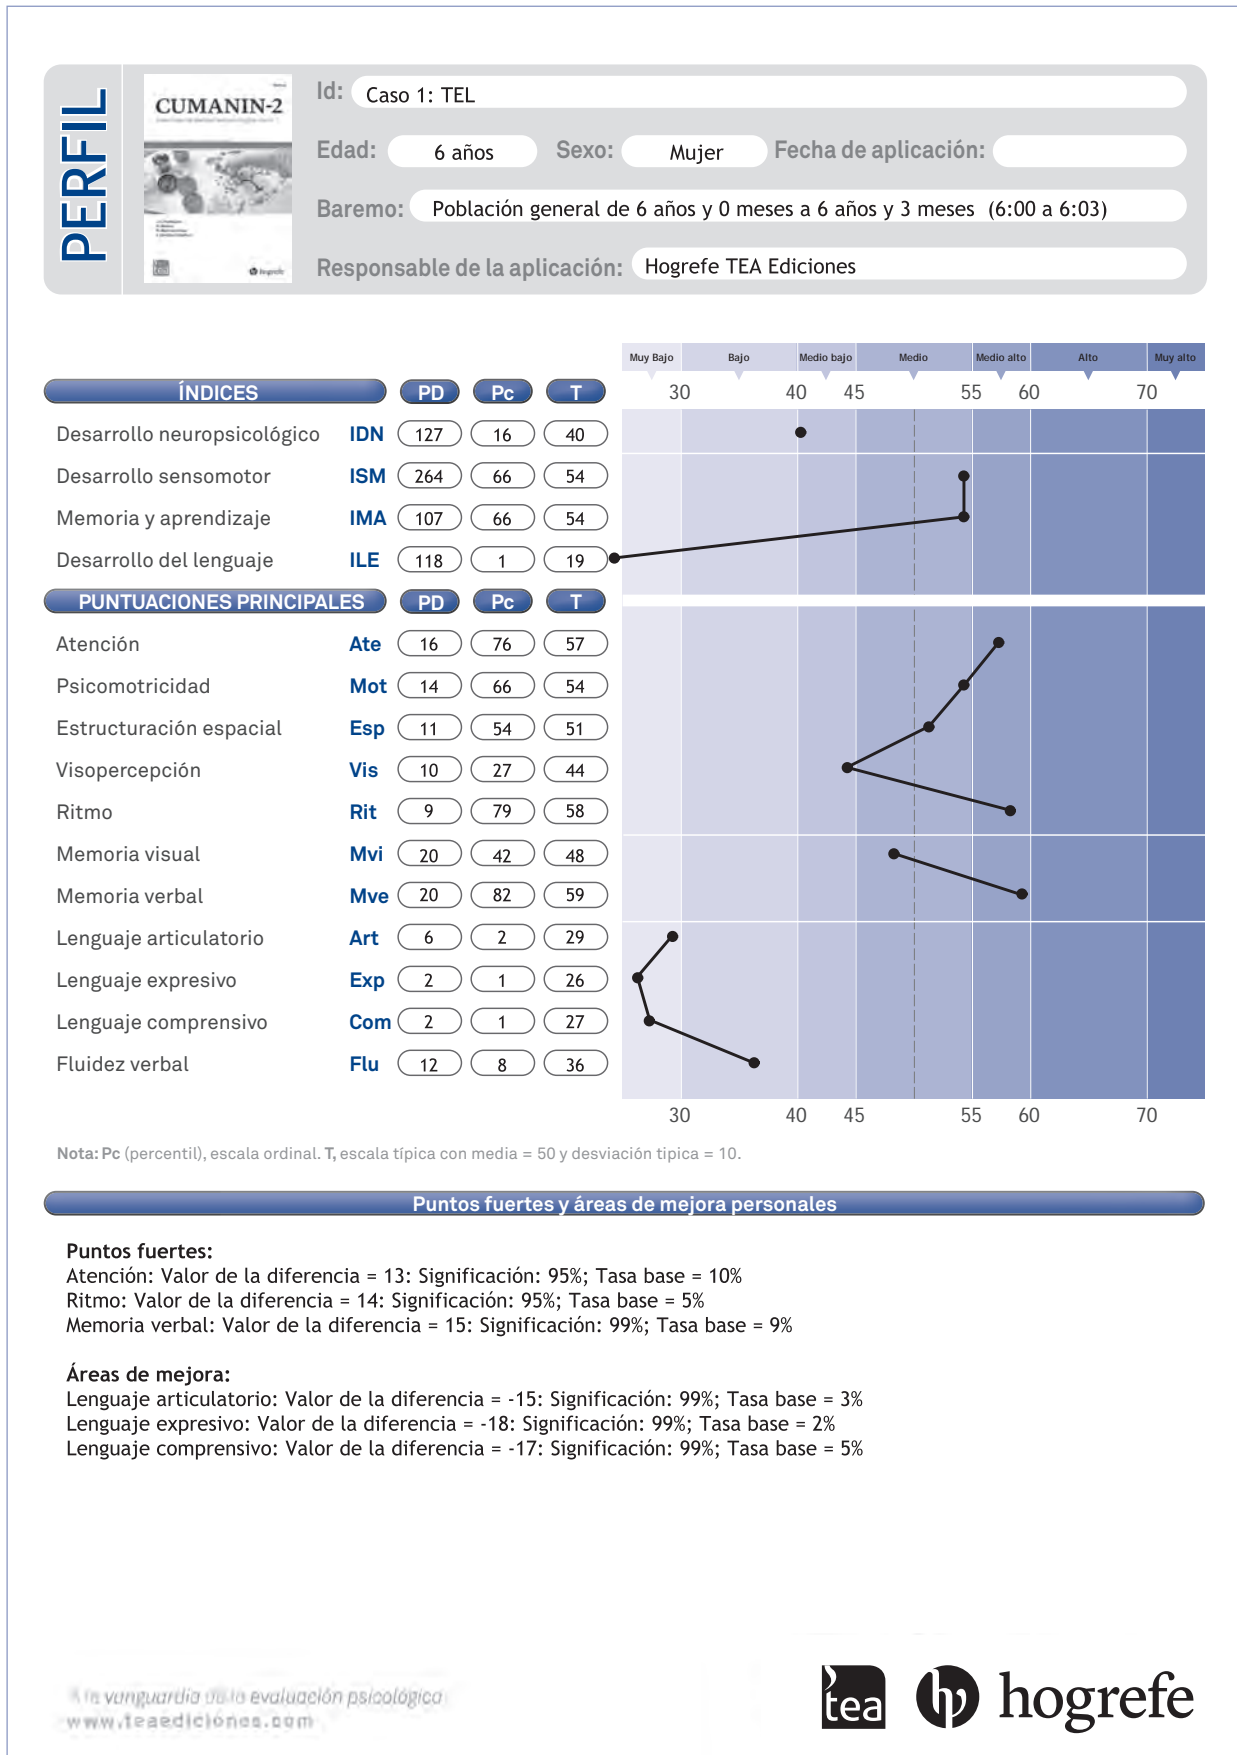 PERFIL
CUMANIN-2
hogrefe
Id: Caso 1: TEL
Edad: 6 años Sexo: Mujer Fecha de aplicación:
Baremo: Población general de 6 años y 0 meses a 6 años y 3 meses (6:00 a 6:03)
Responsable de la aplicación: Hogrefe TEA Ediciones
Muy Bajo Bajo Medio bajo Medio Medio alto Alto Muy alto
ÍNDICES PD Pc T 30 40 45 55 60 70
Desarrollo neuropsicológico IDN 127 16 40
Desarrollo sensomotor ISM 264 66 54
Memoria y aprendizaje IMA 107 66 54
Desarrollo del lenguaje ILE 118 1 19
PUNTUACIONES PRINCIPALES PD Pc T
Atención Ate 16 76 57
Psicomotricidad Mot 14 66 54
Estructuración espacial Esp 11 54 51
Visopercepción Vis 10 27 44
Ritmo Rit 9 79 58
Memoria visual Mvi 20 42 48
Memoria verbal Mve 20 82 59
Lenguaje articulatorio Art 6 2 29
Lenguaje expresivo Exp 2 1 26
Lenguaje comprensivo Com 2 1 27
Fluidez verbal Flu 12 8 36
30 40 45 55 60 70
Nota: Pc (percentil), escala ordinal. T, escala típica con media = 50 y desviación tipica = 10.
Puntos fuertes y áreas de mejora personales
Puntos fuertes:
Atención: Valor de la diferencia = 13: Significación: 95%; Tasa base = 10%
Ritmo: Valor de la diferencia = 14: Significación: 95%; Tasa base = 5%
Memoria verbal: Valor de la diferencia = 15: Significación: 99%; Tasa base = 9%
Áreas de mejora:
Lenguaje articulatorio: Valor de la diferencia = -15: Significación: 99%; Tasa base = 3%
Lenguaje expresivo: Valor de la diferencia = -18: Significación: 99%; Tasa base = 2%
Lenguaje comprensivo: Valor de la diferencia = -17: Significación: 99%; Tasa base = 5%
A la vanguardia de la evaluación psicológica
www.teaediciones.com
tea hogrefe